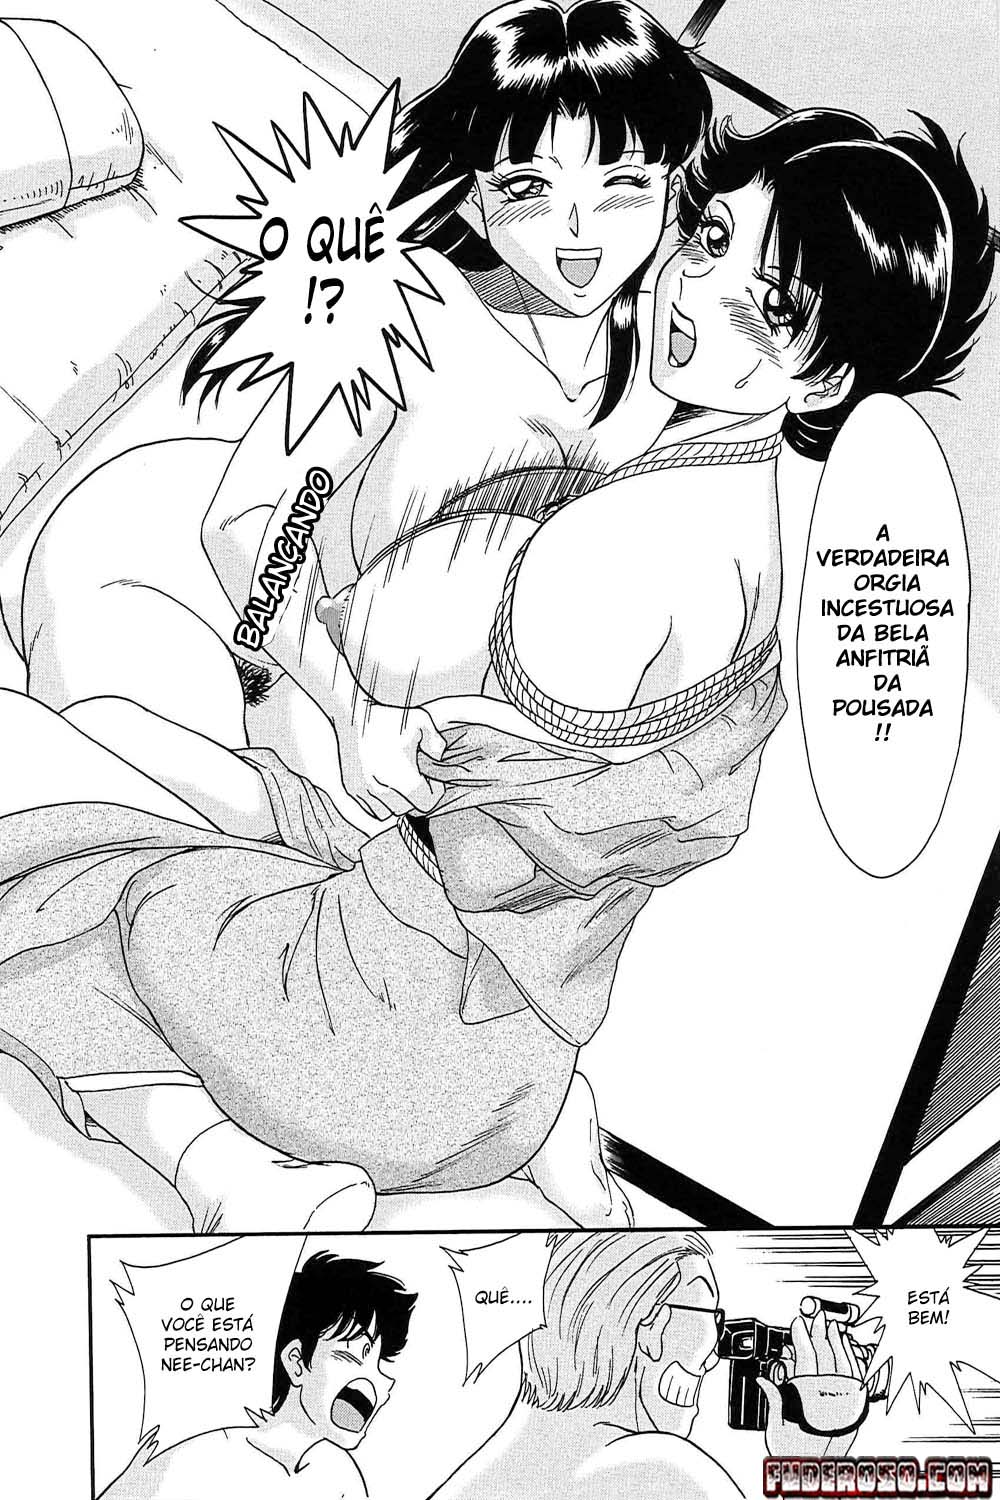 O QUÊ
!?
BALANÇANDO
A
VERDADEIRA
ORGIA
INCESTUOSA
DA BELA
ANFITRIÃ
DA
POUSADA
!!
O QUE
VOCÊ ESTÁ
PENSANDO
NEE-CHAN?
QUÊ....
ESTÁ
BEM!
FUDEROSO.COM